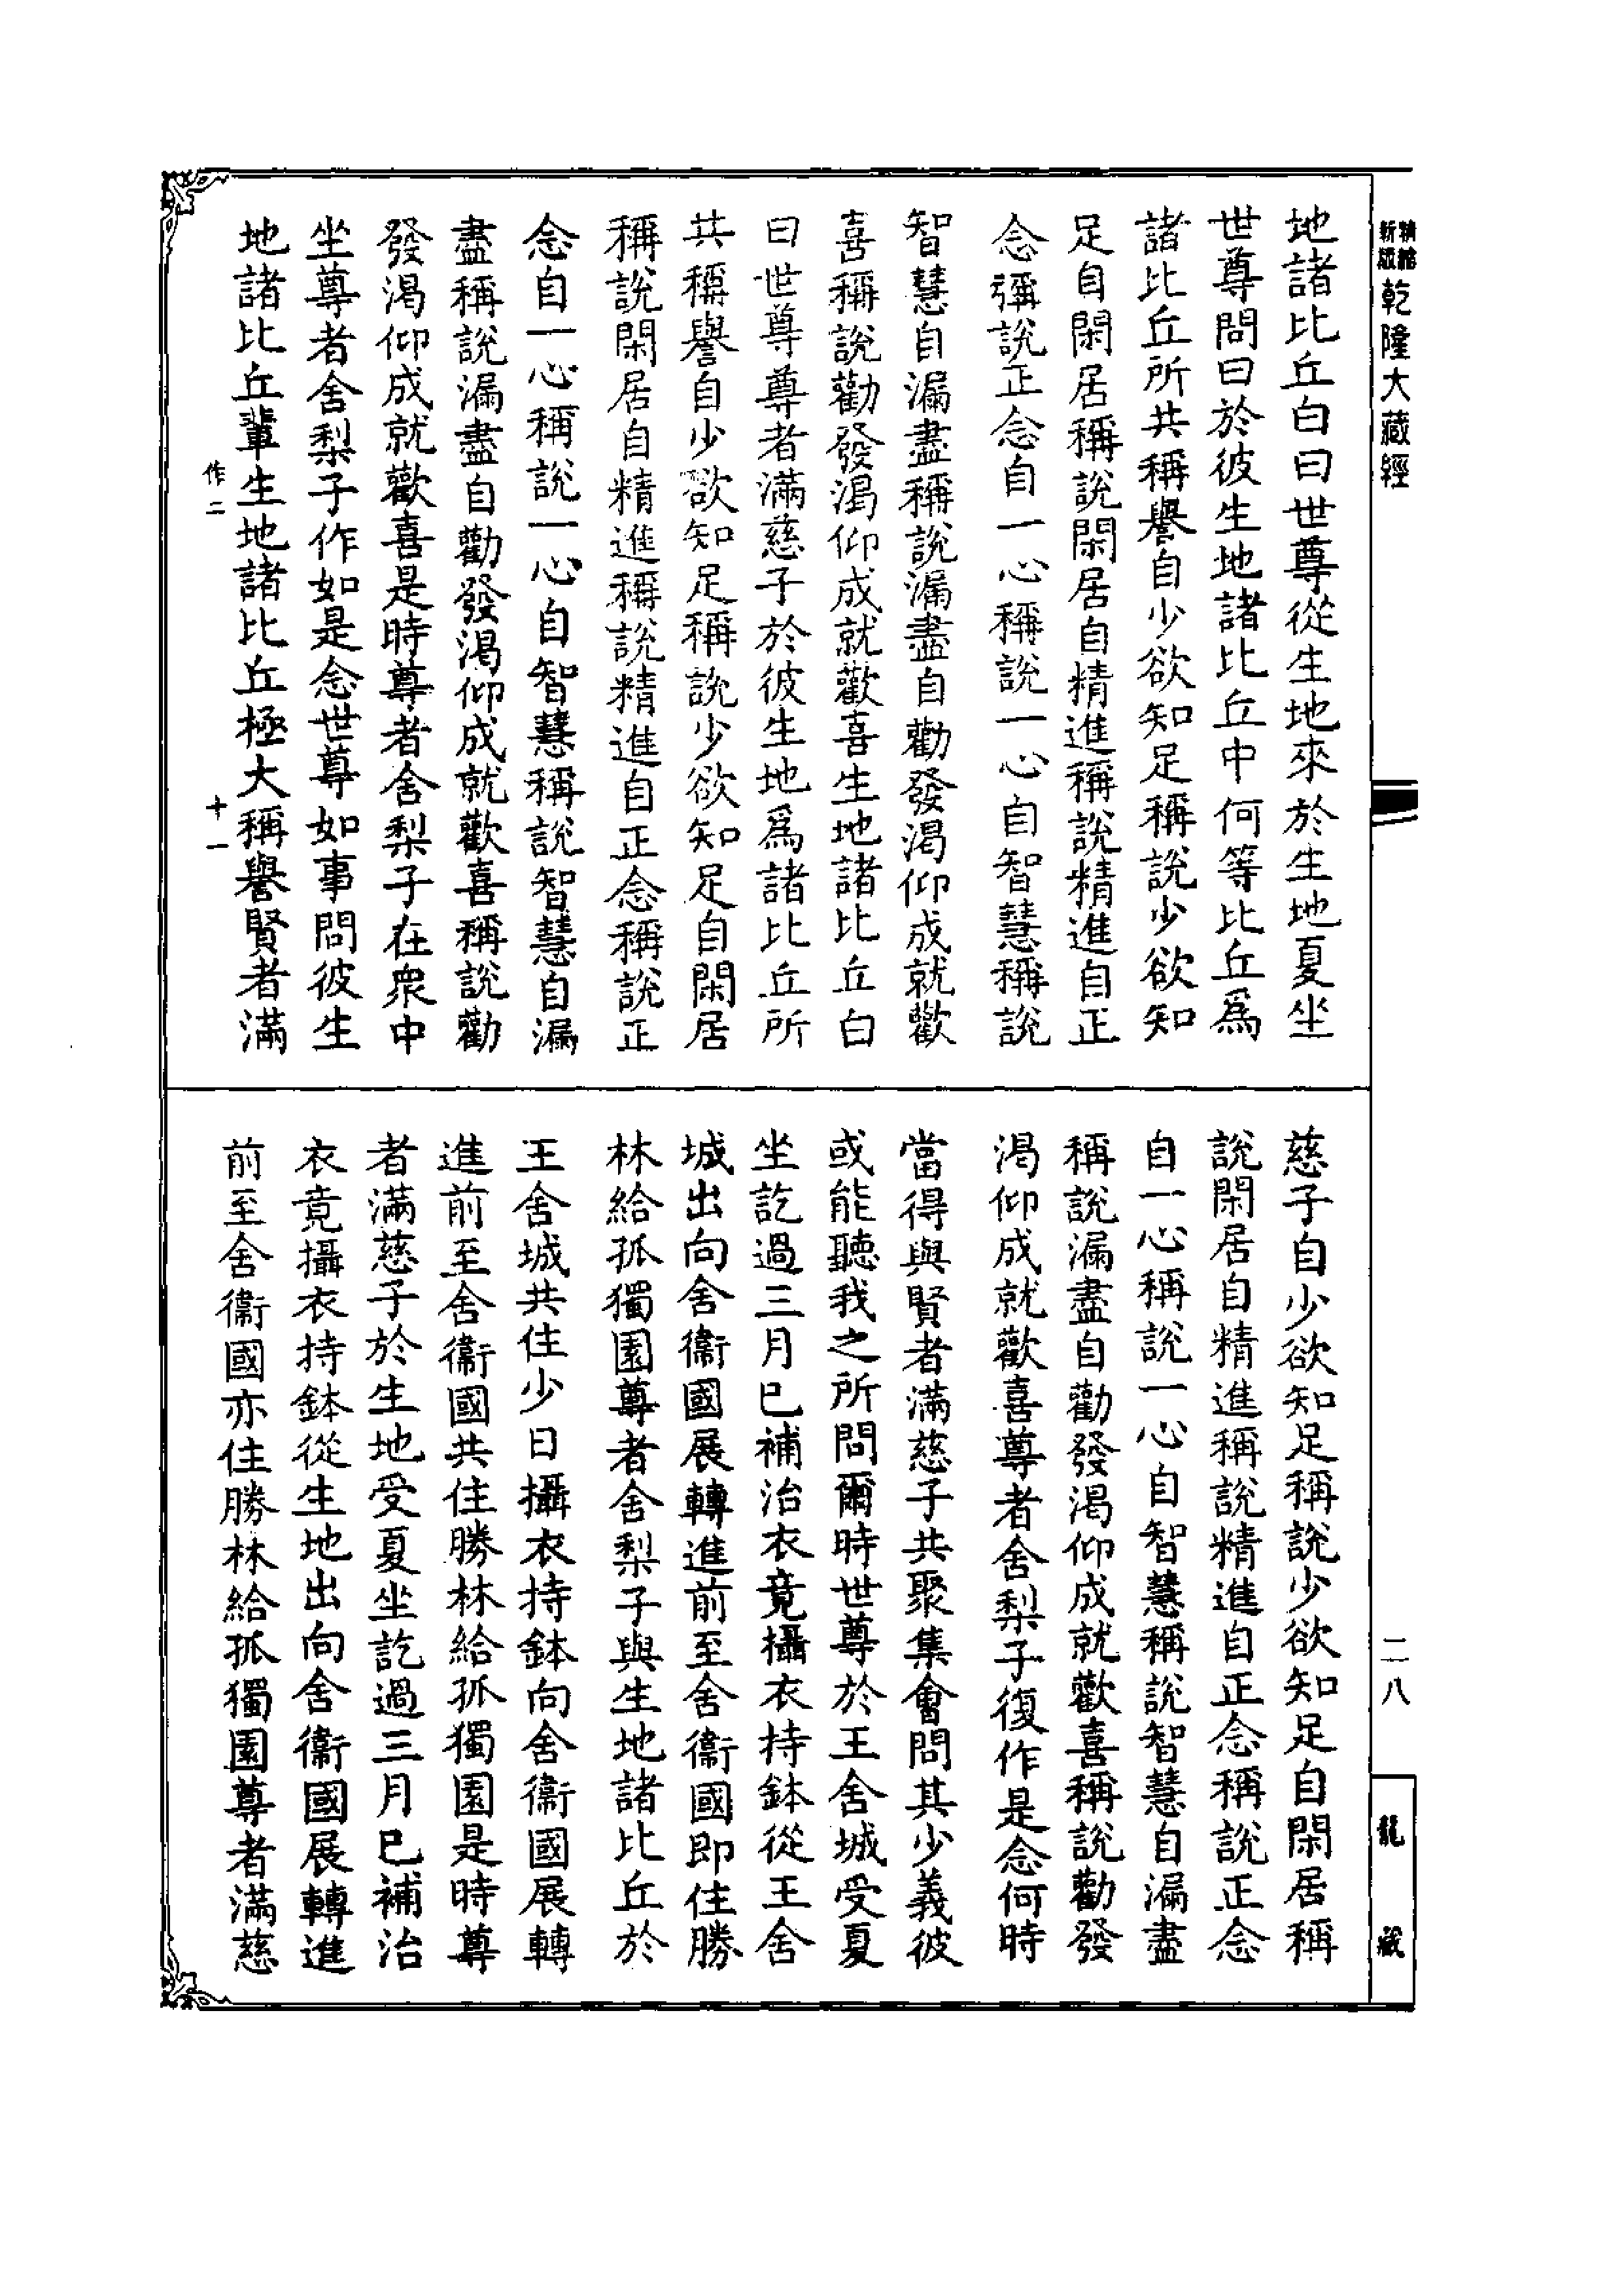 新版
精縮
乾隆大藏經
二八
龍藏
地諸比丘白曰世尊從生地來於生地夏坐
世尊問曰於彼生地諸比丘中何等比丘爲
諸比丘所共稱譽自少欲知足稱說少欲知
足自閑居稱說閑居自精進稱說精進自正
念稱說正念自一心稱說一心自智慧稱說
智慧自漏盡稱說漏盡自勸發渴仰成就歡
喜稱說勸發渴仰成就歡喜生地諸比丘白
曰世尊尊者滿慈子於彼生地爲諸比丘所
共稱譽自少欲知足稱說少欲知足自閑居
稱說閑居自精進稱說精進自正念稱說正
念自一心稱說一心自智慧稱說智慧自漏
盡稱說漏盡自勸發渴仰成就歡喜稱說勸
發渴仰成就歡喜是時尊者舍梨子在衆中
坐尊者舍梨子作如是念世尊如事問彼生
地諸比丘輩生地諸比丘極大稱譽賢者滿
作二
十一
慈子自少欲知足稱說少欲知足自閑居稱
說閑居自精進稱說精進自正念稱說正念
自一心稱說一心自智慧稱說智慧自漏盡
稱說漏盡自勸發渴仰成就歡喜稱說勸發
渴仰成就歡喜尊者舍梨子復作是念何時
當得與賢者滿慈子共聚集會問其少義彼
或能聽我之所問爾時世尊於王舍城受夏
坐訖過三月已補治衣竟攝衣持鉢從王舍
城出向舍衞國展轉進前至舍衞國即住勝
林給孤獨園尊者舍梨子與生地諸比丘於
王舍城共住少日攝衣持鉢向舍衞國展轉
進前至舍衞國共住勝林給孤獨園是時尊
者滿慈子於生地受夏坐訖過三月已補治
衣竟攝衣持鉢從生地出向舍衞國展轉進
前至舍衞國亦住勝林給孤獨園尊者滿慈